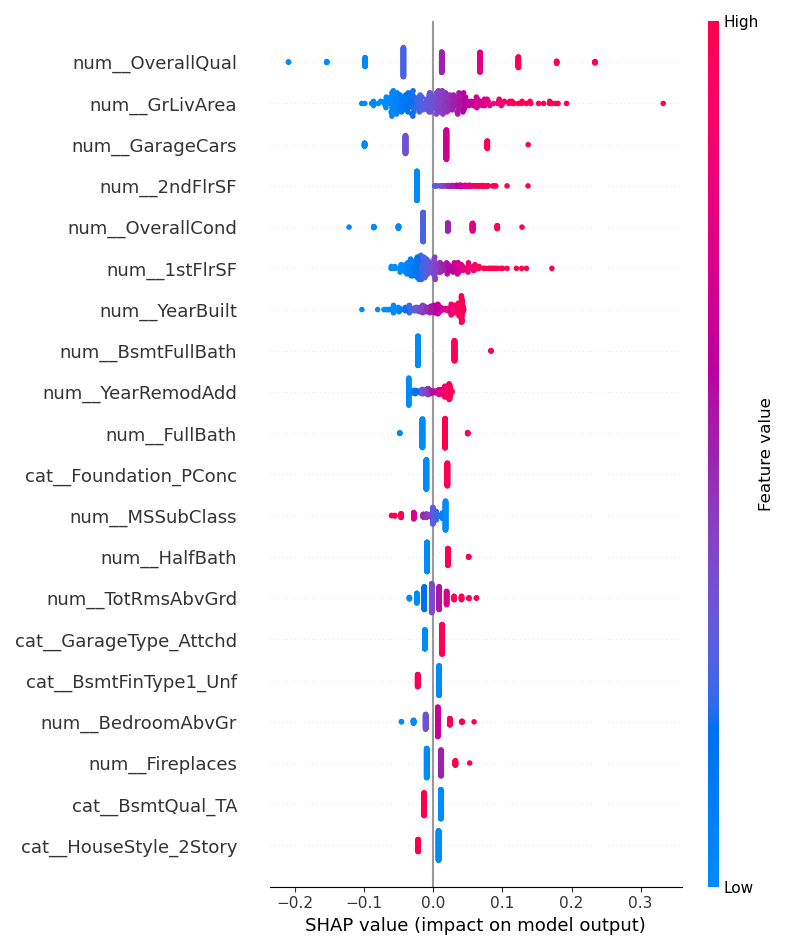 High
num__OverallQual
num__GrLivArea
num__GarageCars
num__2ndFlrSF
num__OverallCond
num__1stFlrSF
num__YearBuilt
num__BsmtFullBath
num__YearRemodAdd
num__FullBath
cat__Foundation_PConc
num__MSSubClass
num__HalfBath
num__TotRmsAbvGrd
cat__GarageType_Attchd
cat__BsmtFinType1_Unf
num__BedroomAbvGr
num__Fireplaces
cat__BsmtQual_TA
cat__HouseStyle_2Story
Feature value
Low
−0.2 −0.1 0.0 0.1 0.2 0.3
SHAP value (impact on model output)